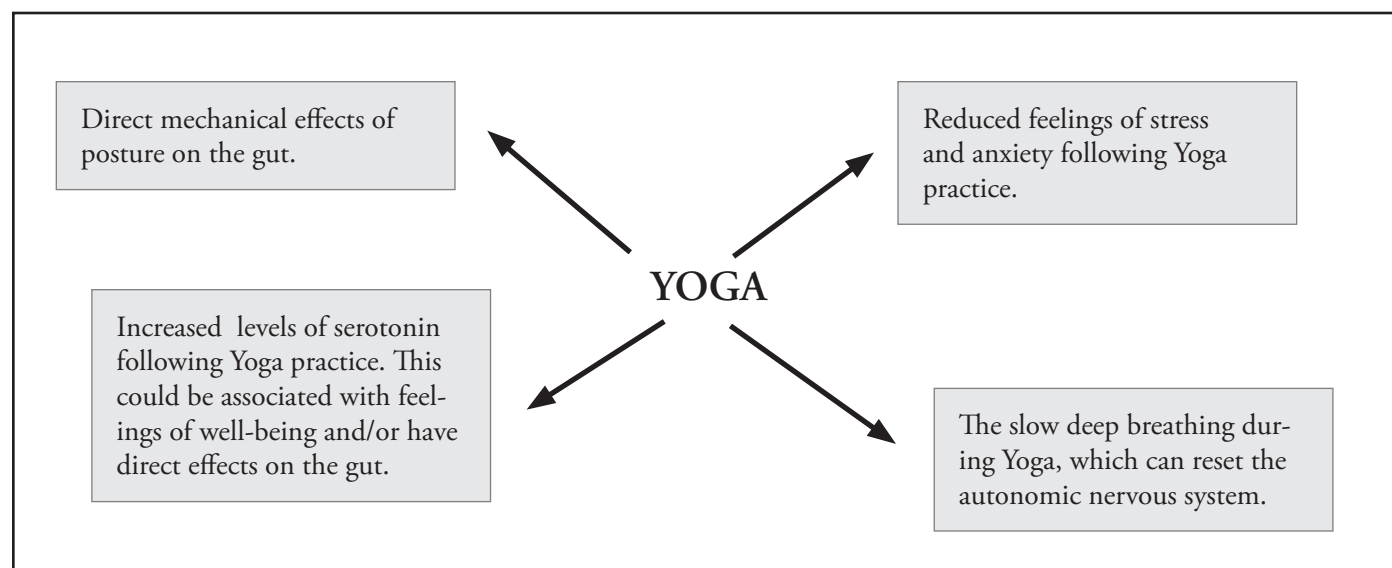 Direct mechanical effects of
posture on the gut.
Reduced feelings of stress
and anxiety following Yoga
practice.
YOGA
Increased  levels of serotonin
following Yoga practice. This
could be associated with feel-
ings of well-being and/or have
direct effects on the gut.
The slow deep breathing dur-
ing Yoga, which can reset the
autonomic nervous system.